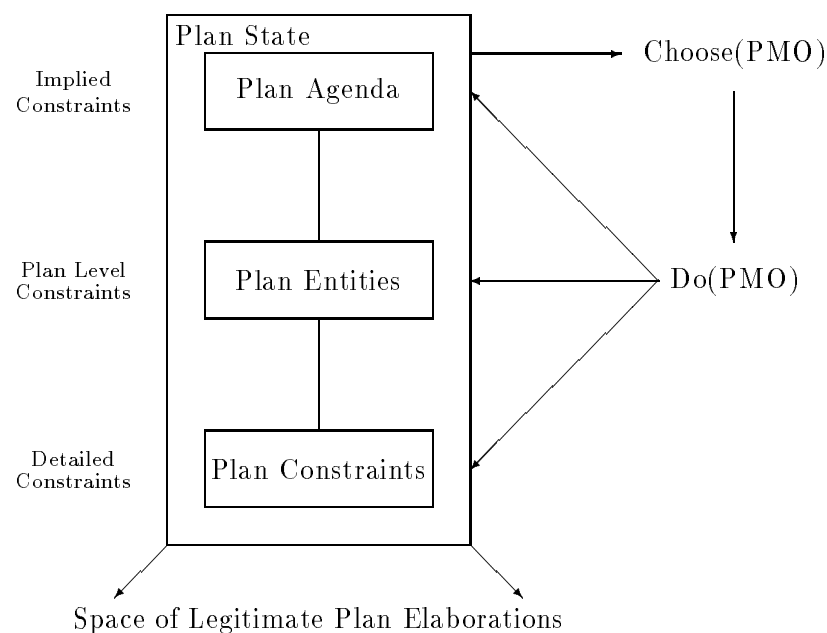 Plan State
Choose(PMO)
Implied
Constraints
Plan Agenda
Plan Level
Constraints
Plan Entities
Do(PMO)
Detailed
Constraints
Plan Constraints
Space of Legitimate Plan Elaborations